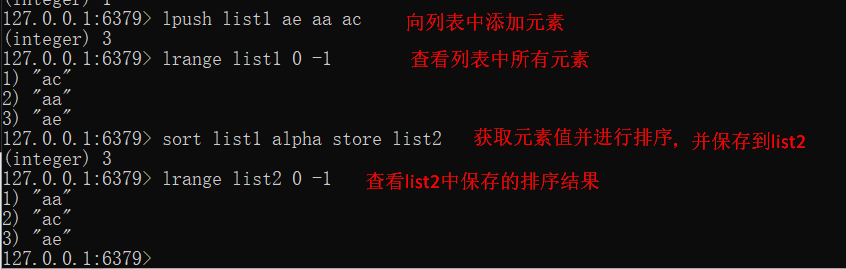 (integer) 1
127.0.0.1:6379> lpush list1 ae aa ac 向列表中添加元素
(integer) 3
127.0.0.1:6379> lrange list1 0 -1 查看列表中所有元素
1) "ac"
2) "aa"
3) "ae"
127.0.0.1:6379> sort list1 alpha store list2 获取元素值并进行排序，并保存到list2
(integer) 3
127.0.0.1:6379> lrange list2 0 -1 查看list2中保存的排序结果
1) "aa"
2) "ac"
3) "ae"
127.0.0.1:6379>